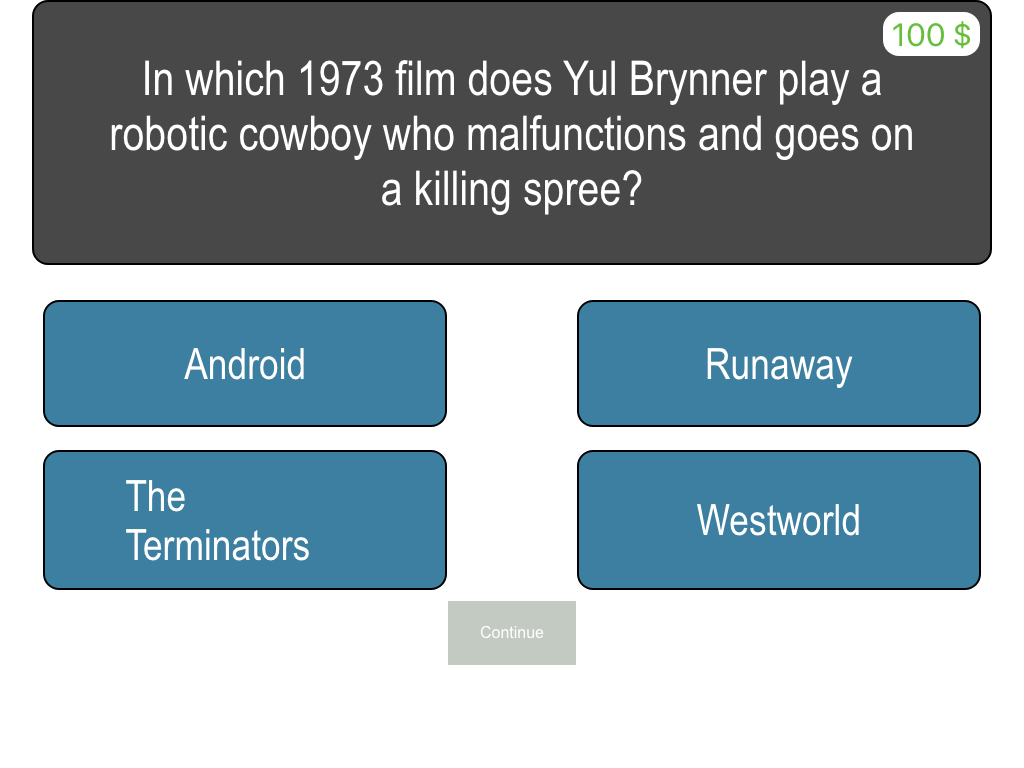 100 $
In which 1973 film does Yul Brynner play a
robotic cowboy who malfunctions and goes on
a killing spree?
Android
Runaway
The
Terminators
Westworld
Continue